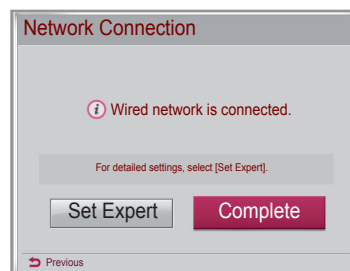 Network Connection
Wired network is connected.
For detailed settings, select [Set Expert].
Set Expert
Complete
Previous